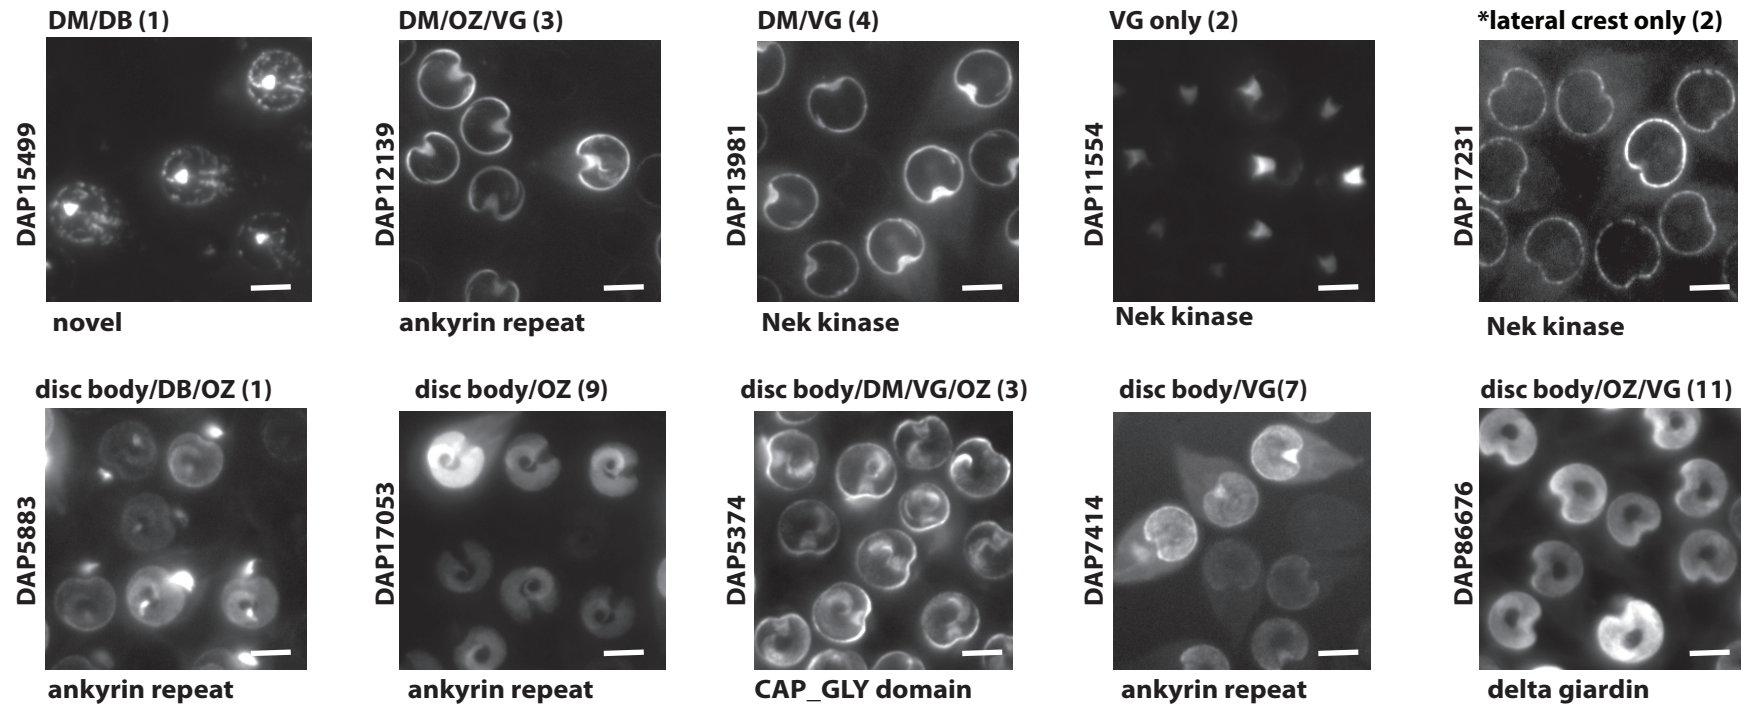 DM/DB (1)
DM/OZ/VG (3)
DM/VG (4)
VG only (2)
*lateral crest only (2)
DAP15499
DAP12139
DAP13981
DAP11554
DAP17231
novel
ankyrin repeat
Nek kinase
Nek kinase
Nek kinase
disc body/DB/OZ (1)
disc body/OZ (9)
disc body/DM/VG/OZ (3)
disc body/VG(7)
disc body/OZ/VG (11)
DAP5883
DAP17053
DAP5374
DAP7414
DAP86676
ankyrin repeat
ankyrin repeat
CAP_GLY domain
ankyrin repeat
delta giardin